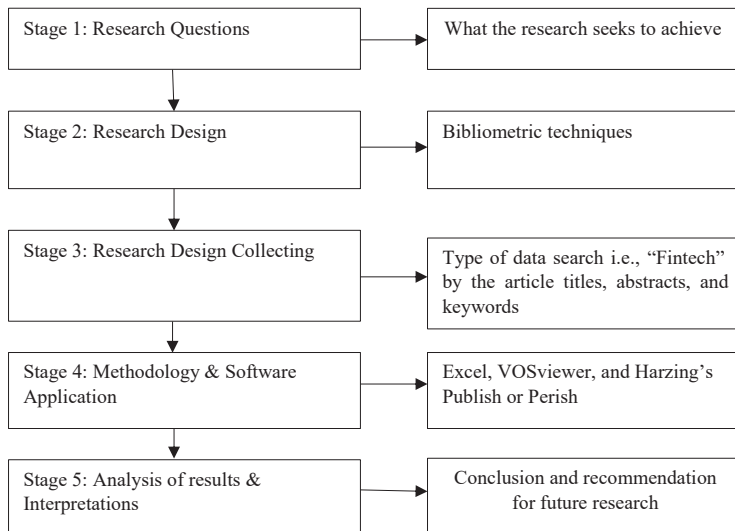 Stage 1: Research Questions
What the research seeks to achieve
Stage 2: Research Design
Bibliometric techniques
Stage 3: Research Design Collecting
Type of data search i.e., “Fintech”
by the article titles, abstracts, and
keywords
Stage 4: Methodology & Software
Application
Excel, VOSviewer, and Harzing’s
Publish or Perish
Stage 5: Analysis of results &
Interpretations
Conclusion and recommendation
for future research